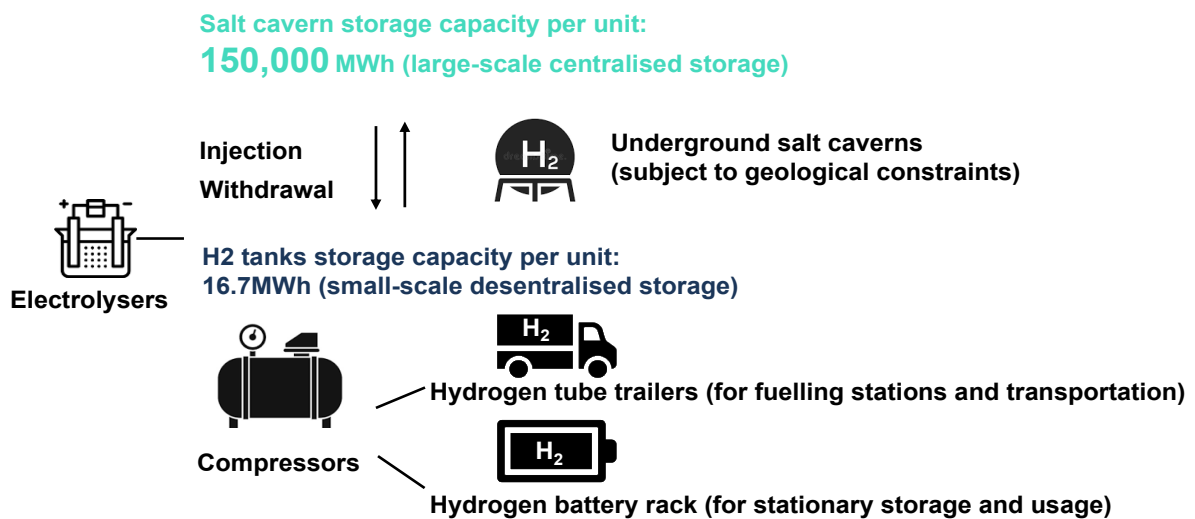 Salt cavern storage capacity per unit:
150,000 MWh (large-scale centralised storage)
Injection
Withdrawal
H₂
Underground salt caverns
(subject to geological constraints)
+ −
Electrolysers
H2 tanks storage capacity per unit:
16.7MWh (small-scale desentralised storage)
H₂
Hydrogen tube trailers (for fuelling stations and transportation)
Compressors
H₂
Hydrogen battery rack (for stationary storage and usage)